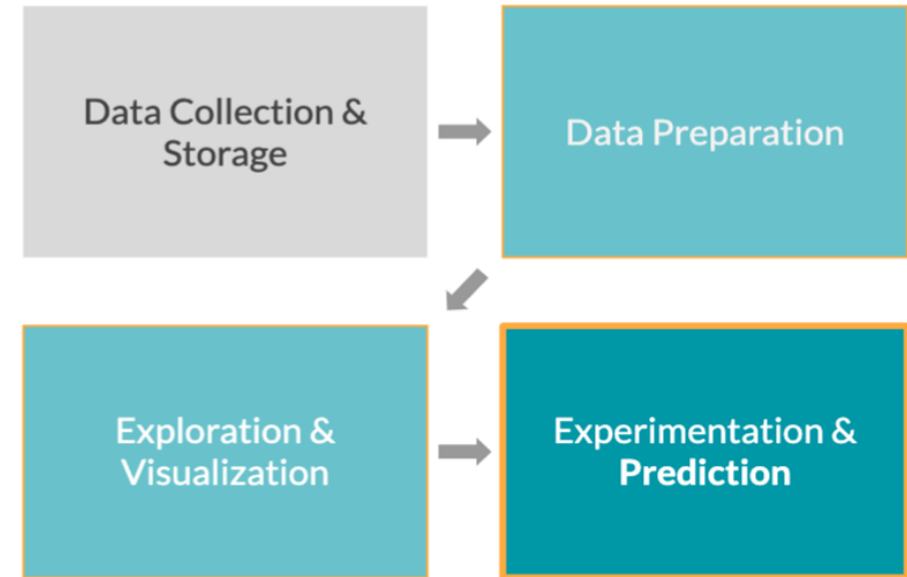 Data Collection &
Storage
Data Preparation
Exploration &
Visualization
Experimentation &
Prediction